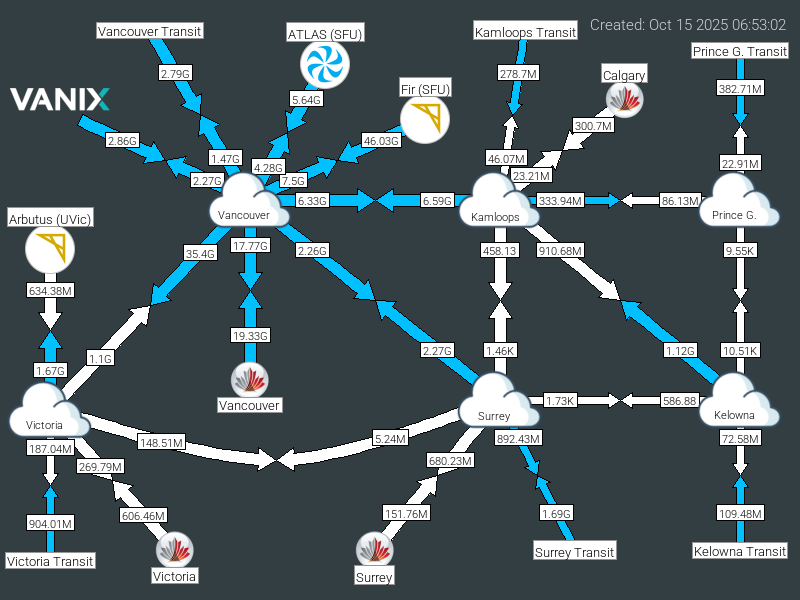 Created: Oct 15 2025 06:53:02
Vancouver Transit
ATLAS (SFU)
Kamloops Transit
Prince G. Transit
2.79G
278.7M
Calgary
382.71M
VANIX
5.64G
Fir (SFU)
300.7M
2.86G
46.03G
1.47G
4.28G
46.07M
22.91M
2.27G
7.5G
23.21M
6.33G
6.59G
333.94M
86.13M
Vancouver
Kamloops
Prince G.
Arbutus (UVic)
35.4G
17.77G
2.26G
458.13
910.68M
9.55K
634.38M
19.33G
1.1G
2.27G
1.46K
1.12G
10.51K
1.67G
Vancouver
1.73K
586.88
Victoria
Surrey
Kelowna
148.51M
5.24M
187.04M
892.43M
72.58M
269.79M
680.23M
904.01M
606.46M
151.76M
1.69G
109.48M
Victoria Transit
Victoria
Surrey
Surrey Transit
Kelowna Transit